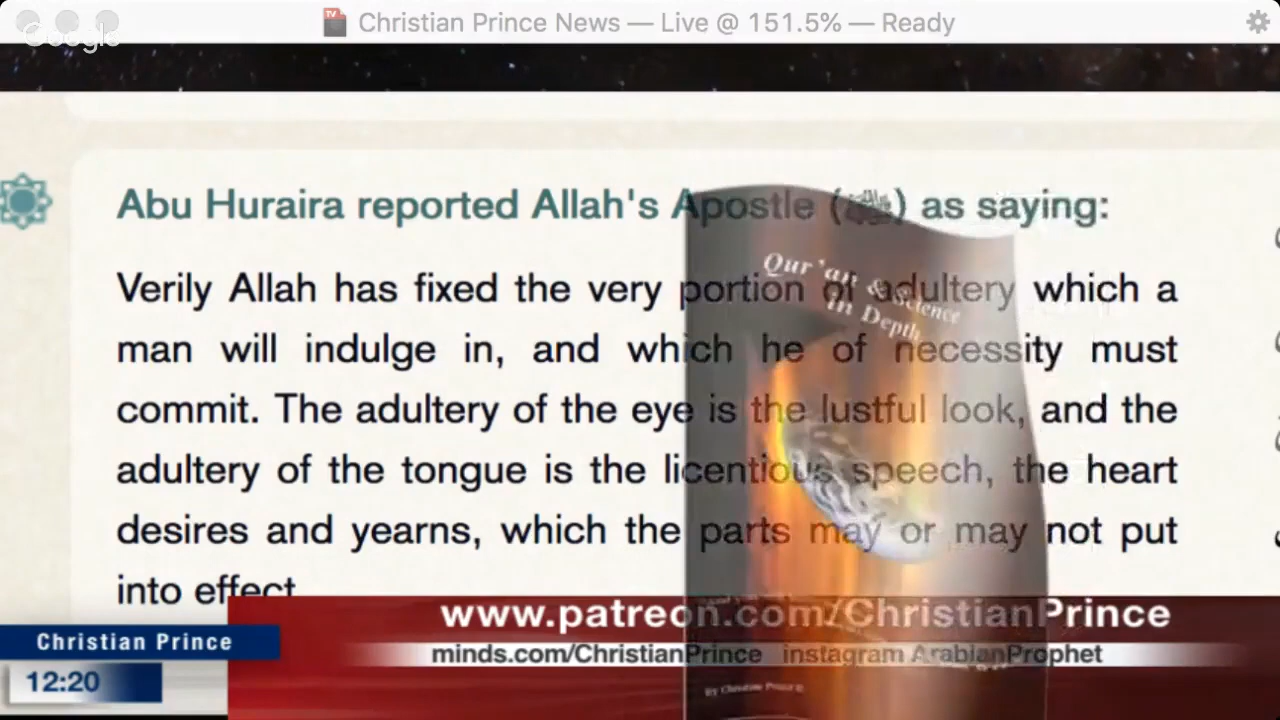 Christian Prince News — Live @ 151.5% — Ready
Google
Abu Huraira reported Allah's Apostle (ﷺ) as saying:
Verily Allah has fixed the very portion of adultery which a
man will indulge in, and which he of necessity must
commit. The adultery of the eye is the lustful look, and the
adultery of the tongue is the licentious speech, the heart
desires and yearns, which the parts may or may not put
into effect.
Qur'an & Science
in Depth
www.patreon.com/ChristianPrince
Christian Prince
minds.com/ChristianPrince instagram ArabianProphet
12:20